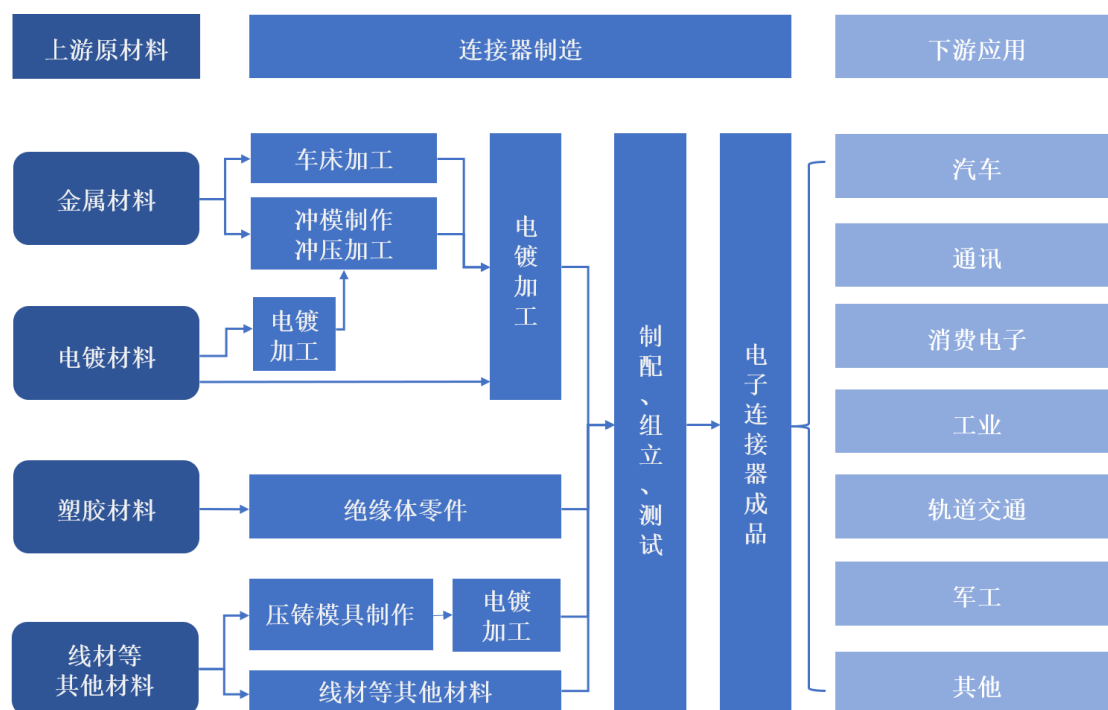 上游原材料
连接器制造
下游应用
金属材料
车床加工
冲模制作
冲压加工
电镀材料
电镀
加工
电镀加工
塑胶材料
绝缘体零件
线材等
其他材料
压铸模具制作
电镀
加工
线材等其他材料
制配、组立、测试
电子连接器成品
汽车
通讯
消费电子
工业
轨道交通
军工
其他